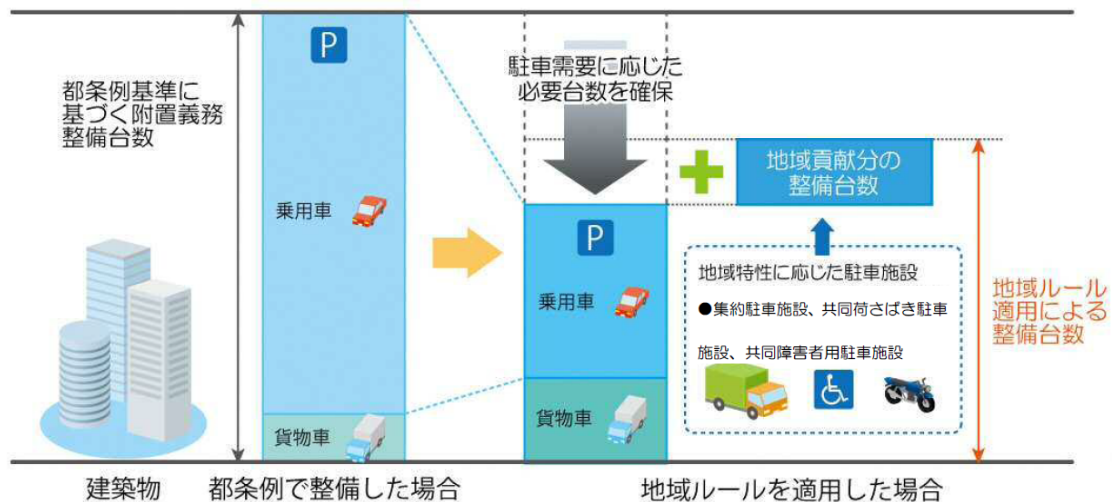 都条例基準に
基づく附置義務
整備台数
P
乗用車
貨物車
駐車需要に応じた
必要台数を確保
P
乗用車
貨物車
地域貢献分の
整備台数
地域特性に応じた駐車施設
●集約駐車施設、共同荷さばき駐車
施設、共同障害者用駐車施設
地域ルール
適用による
整備台数
建築物
都条例で整備した場合
地域ルールを適用した場合